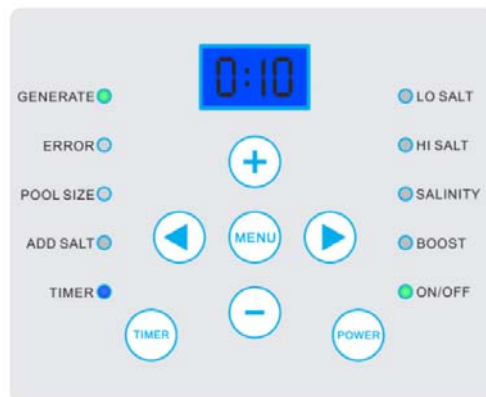 0:10
GENERATE
LO SALT
ERROR
HI SALT
POOL SIZE
SALINITY
ADD SALT
MENU
BOOST
TIMER
ON/OFF
TIMER
POWER